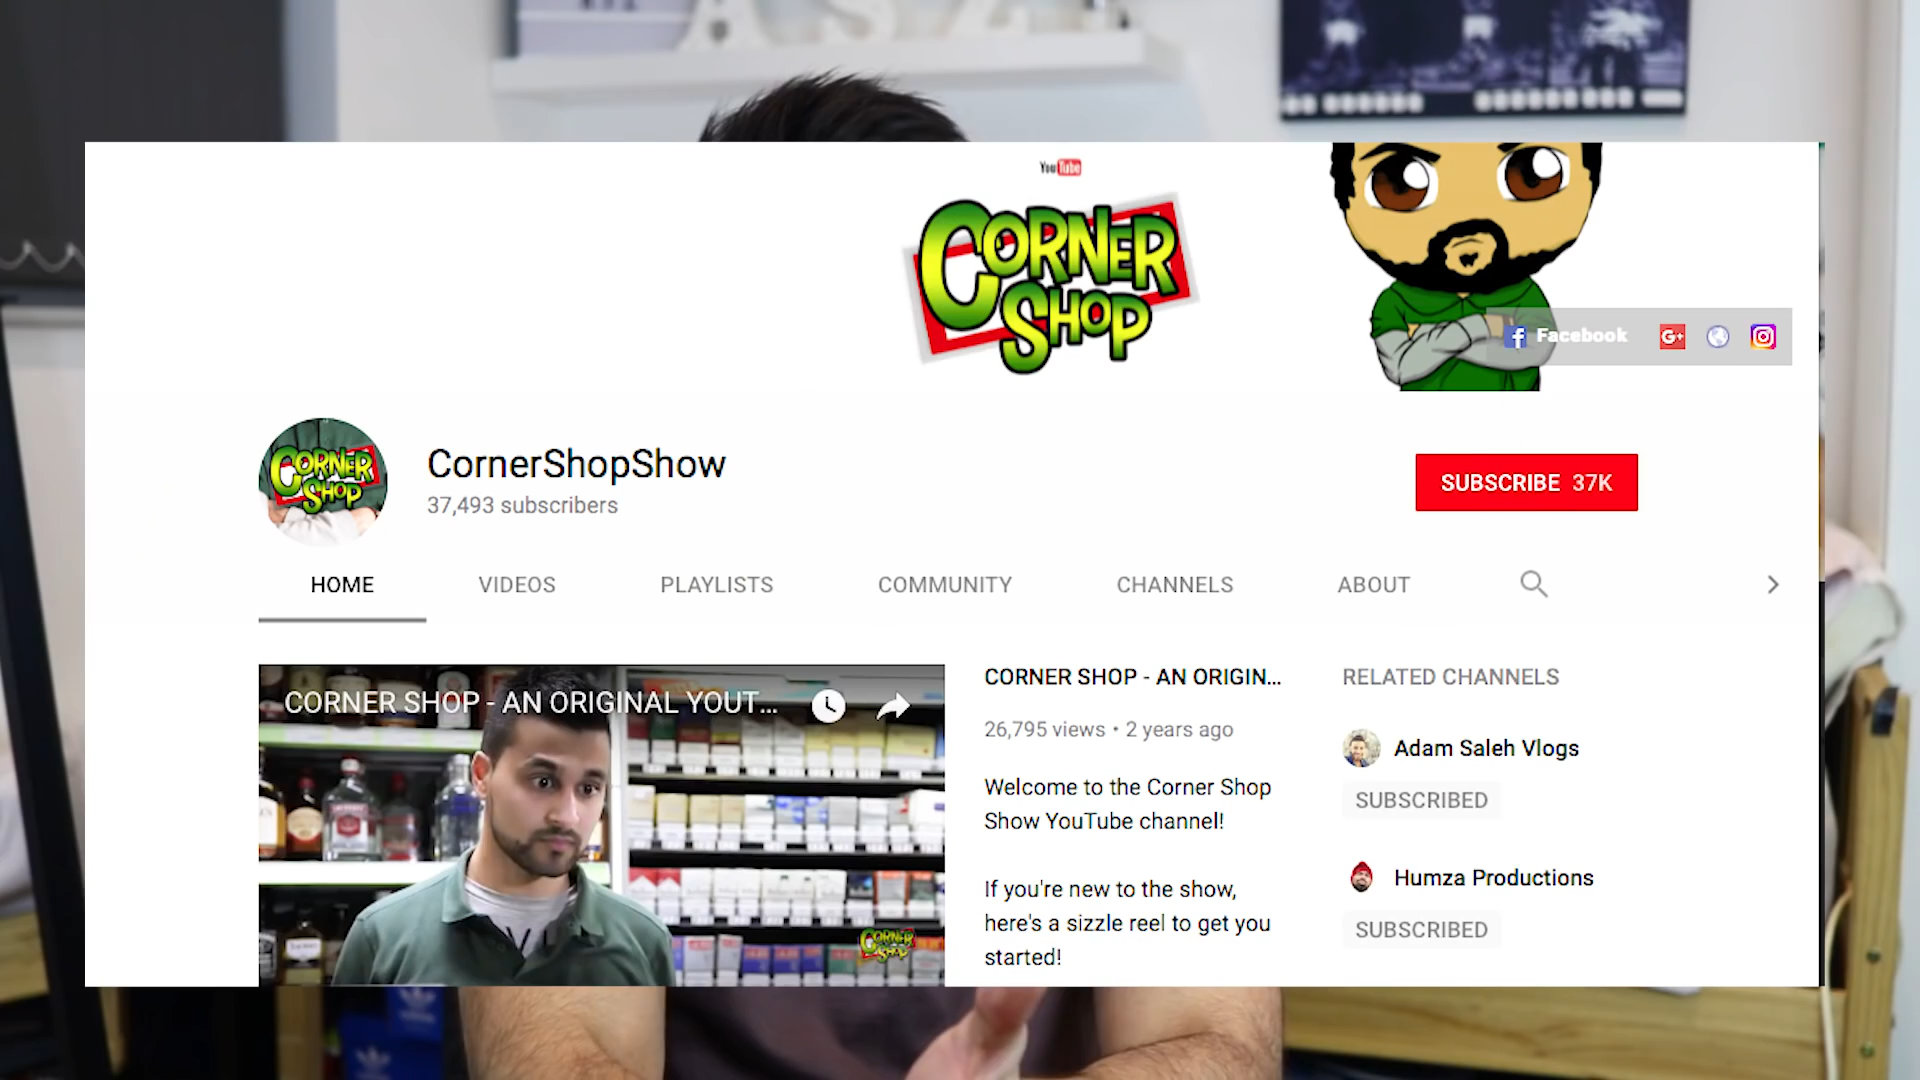 YouTube
CORNER
SHOP
Facebook
G+
CORNER
SHOP
CornerShopShow
37,493 subscribers
SUBSCRIBE 37K
HOME
VIDEOS
PLAYLISTS
COMMUNITY
CHANNELS
ABOUT
CORNER SHOP - AN ORIGINAL YOUT...
CORNER
SHOP
CORNER SHOP - AN ORIGIN...
26,795 views • 2 years ago
Welcome to the Corner Shop
Show YouTube channel!
If you're new to the show,
here's a sizzle reel to get you
started!
RELATED CHANNELS
Adam Saleh Vlogs
SUBSCRIBED
Humza Productions
SUBSCRIBED